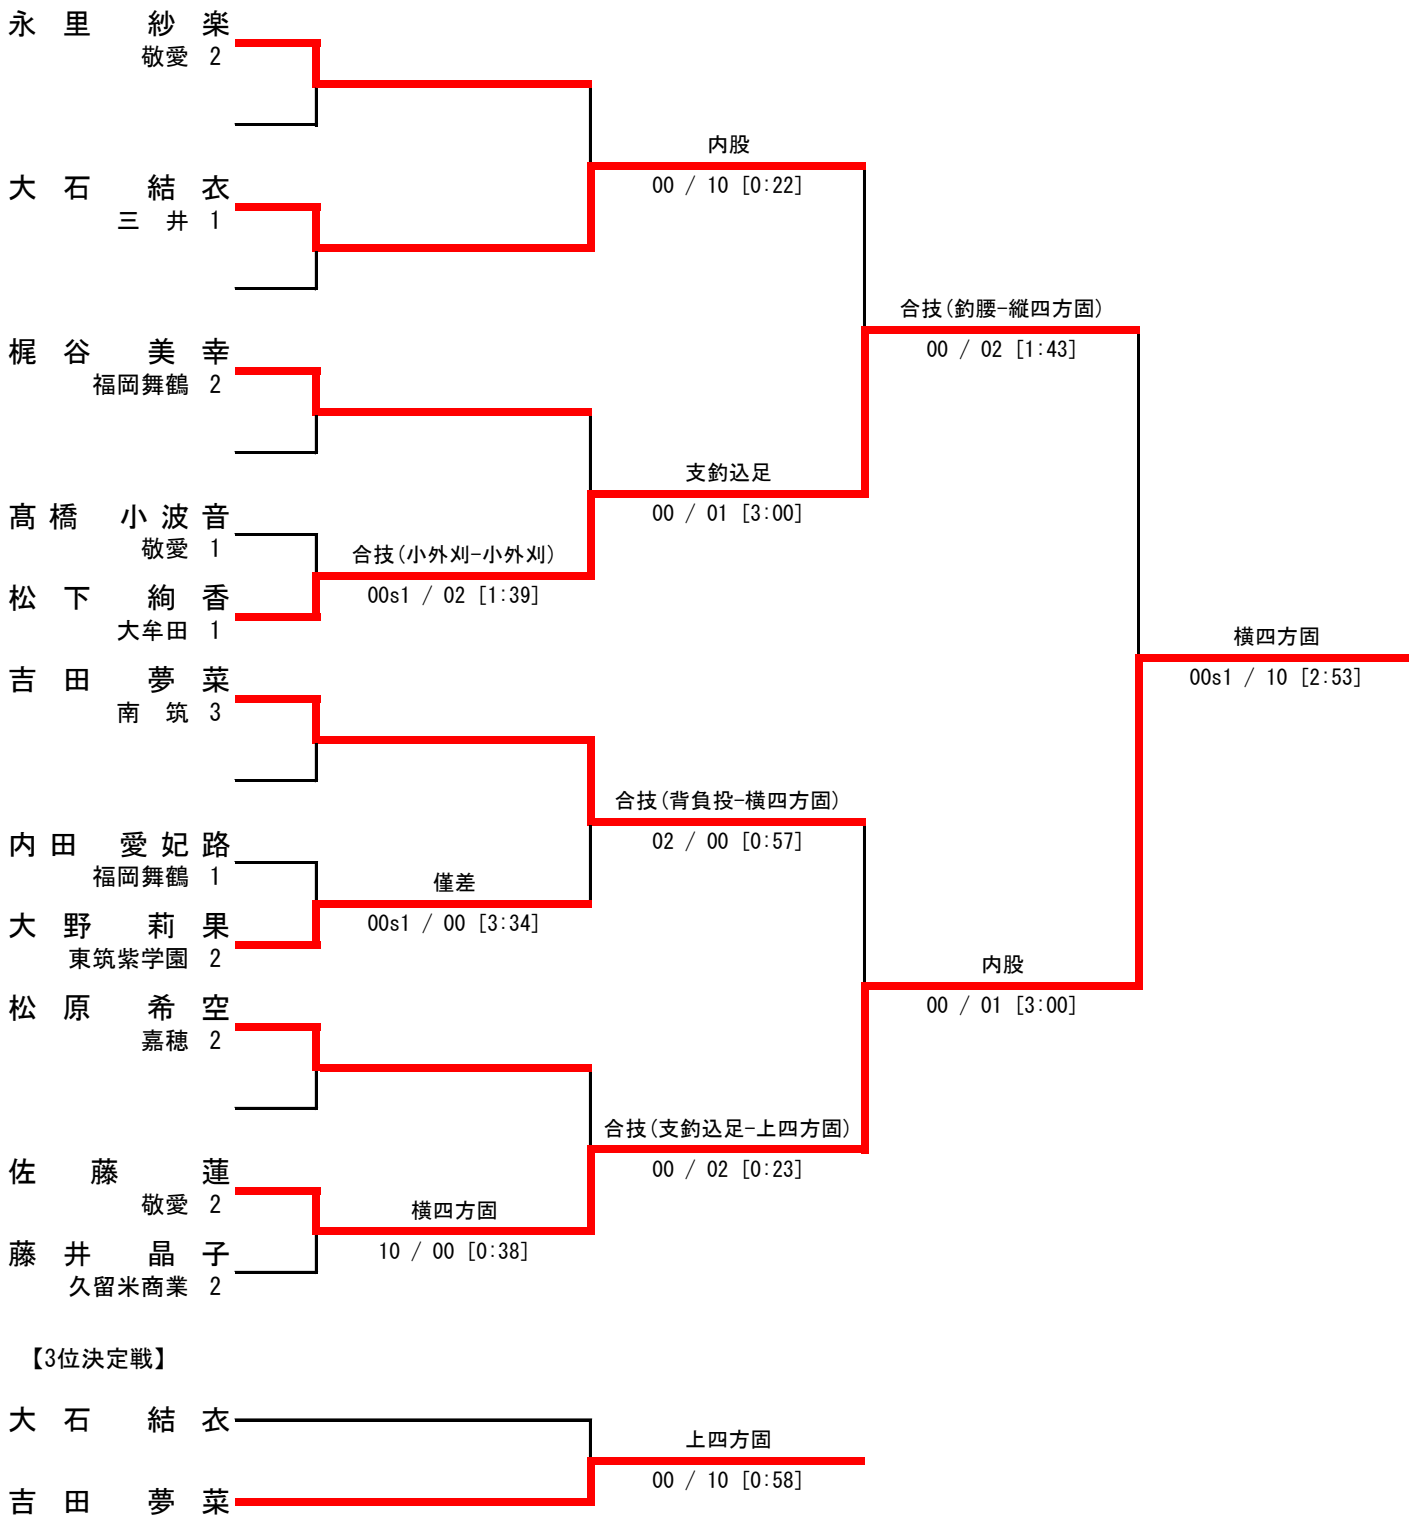 永里 紗楽
敬愛 2
内股
00 / 10 [0:22]
大石 結衣
三井 1
合技(釣腰-縦四方固)
00 / 02 [1:43]
梶谷 美幸
福岡舞鶴 2
支釣込足
00 / 01 [3:00]
髙橋 小波音
敬愛 1
合技(小外刈-小外刈)
00s1 / 02 [1:39]
松下 絢香
大牟田 1
横四方固
00s1 / 10 [2:53]
吉田 夢菜
南筑 3
合技(背負投-横四方固)
02 / 00 [0:57]
内田 愛妃路
福岡舞鶴 1
僅差
00s1 / 00 [3:34]
大野 莉果
東筑紫学園 2
内股
00 / 01 [3:00]
松原 希空
嘉穂 2
合技(支釣込足-上四方固)
00 / 02 [0:23]
佐藤 蓮
敬愛 2
横四方固
10 / 00 [0:38]
藤井 晶子
久留米商業 2
【3位決定戦】
大石 結衣
上四方固
00 / 10 [0:58]
吉田 夢菜